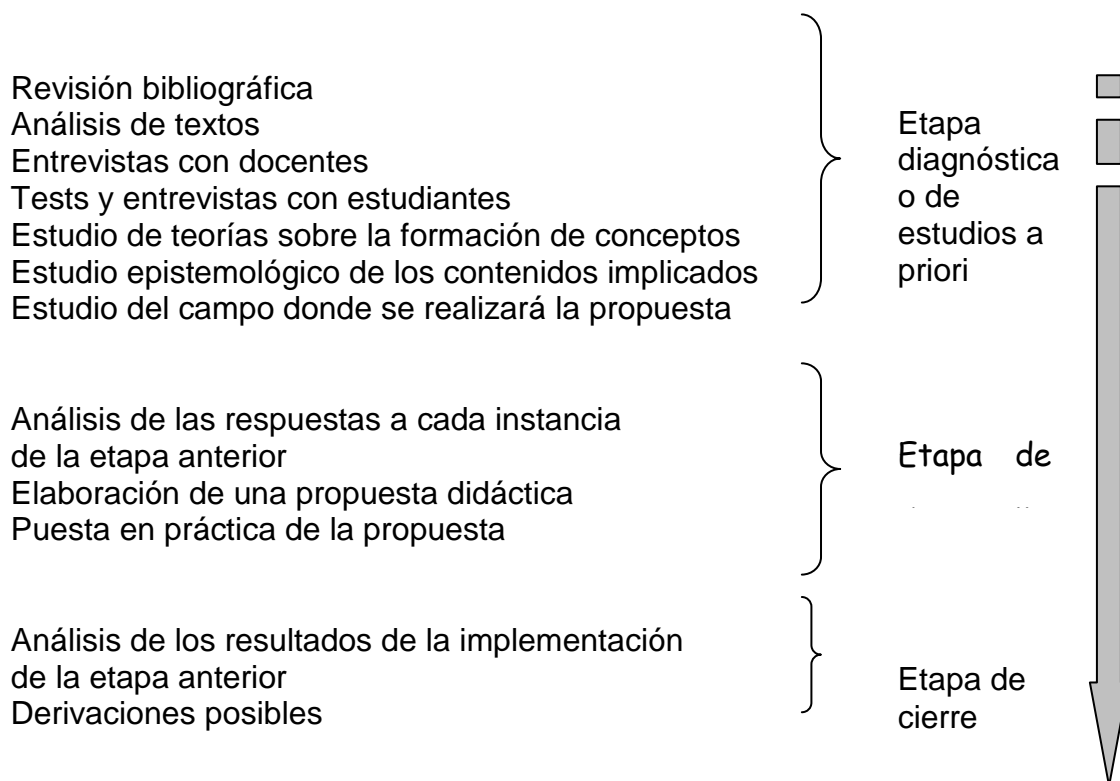 Revisión bibliográfica
Análisis de textos
Entrevistas con docentes
Tests y entrevistas con estudiantes
Estudio de teorías sobre la formación de conceptos
Estudio epistemológico de los contenidos implicados
Estudio del campo donde se realizará la propuesta
Etapa
diagnóstica
o de
estudios a
priori
Análisis de las respuestas a cada instancia
de la etapa anterior
Elaboración de una propuesta didáctica
Puesta en práctica de la propuesta
Etapa de
Análisis de los resultados de la implementación
de la etapa anterior
Derivaciones posibles
Etapa de
cierre